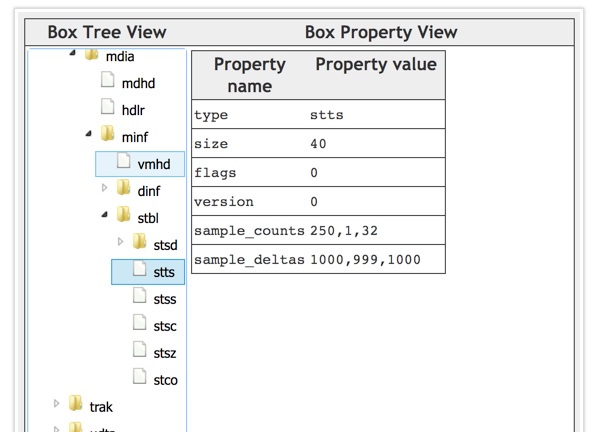 Box Tree View
Box Property View
mdia
mdhd
hdlr
minf
vmhd
dinf
stbl
stsd
stts
stss
stsc
stsz
stco
trak
Property name Property value
type stts
size 40
flags 0
version 0
sample_counts 250,1,32
sample_deltas 1000,999,1000